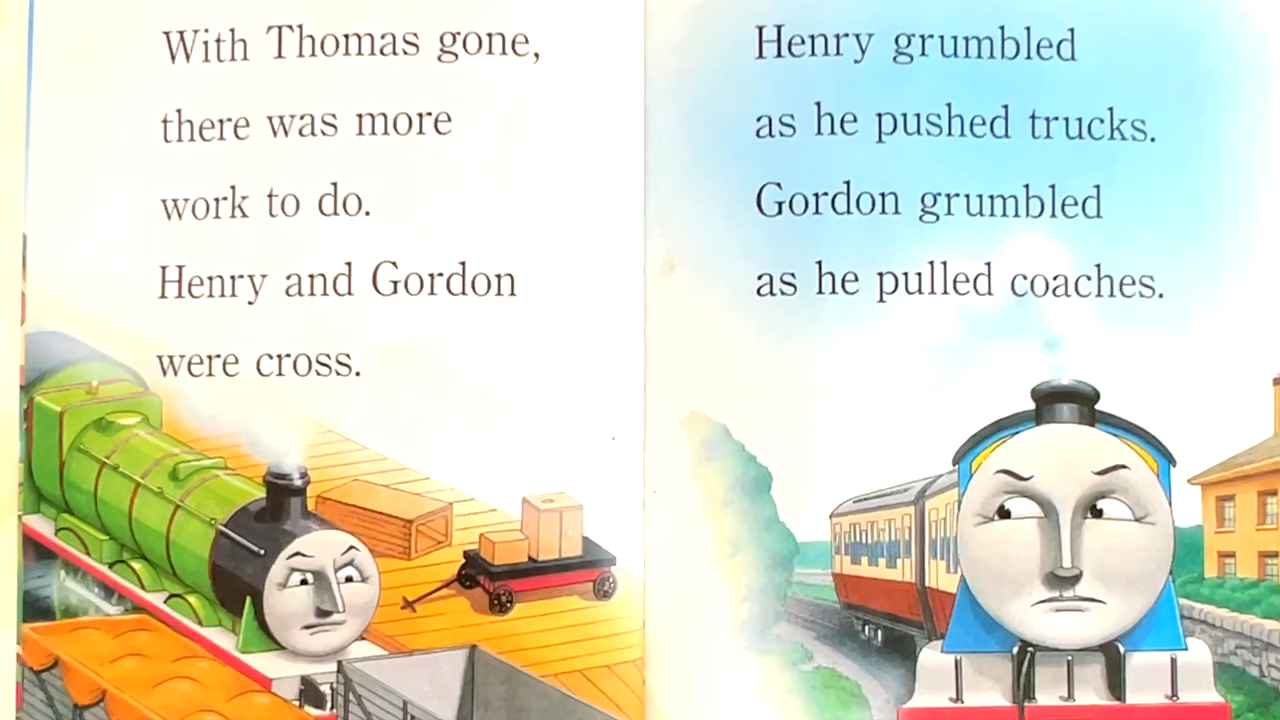 With Thomas gone,
there was more
work to do.
Henry and Gordon
were cross.
Henry grumbled
as he pushed trucks.
Gordon grumbled
as he pulled coaches.